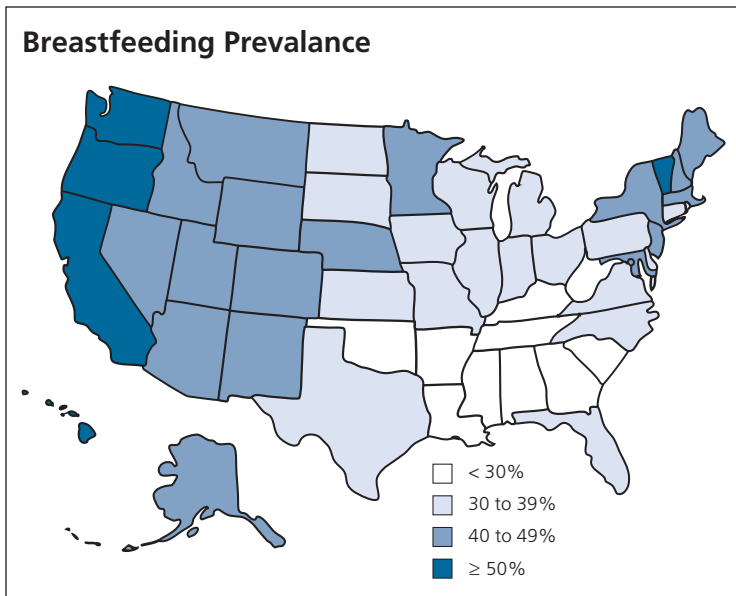 Breastfeeding Prevalance
< 30%
30 to 39%
40 to 49%
≥ 50%